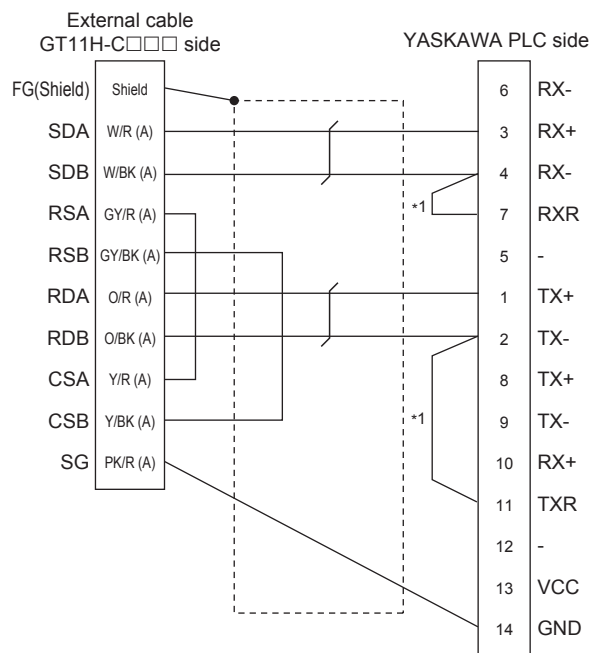 External cable
GT11H-C□□□ side
YASKAWA PLC side
FG(Shield) Shield 6 RX-
SDA W/R (A) 3 RX+
SDB W/BK (A) 4 RX-
RSA GY/R (A) *1 7 RXR
RSB GY/BK (A) 5 -
RDA O/R (A) 1 TX+
RDB O/BK (A) 2 TX-
CSA Y/R (A) 8 TX+
CSB Y/BK (A) *1 9 TX-
SG PK/R (A) 10 RX+
11 TXR
12 -
13 VCC
14 GND